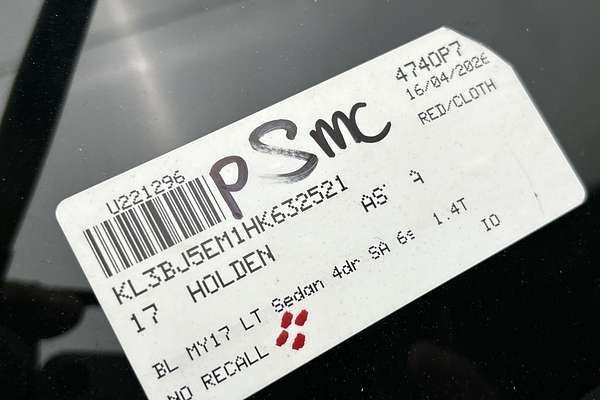 4740P7
16/04/2026
RED/CLOTH
PSmc
U221296
KL3BJ5EM1HK632521
17 HOLDEN AS A
BL MY17 LT Sedan 4dr SA 6s 1.4T
NO RECALL IO